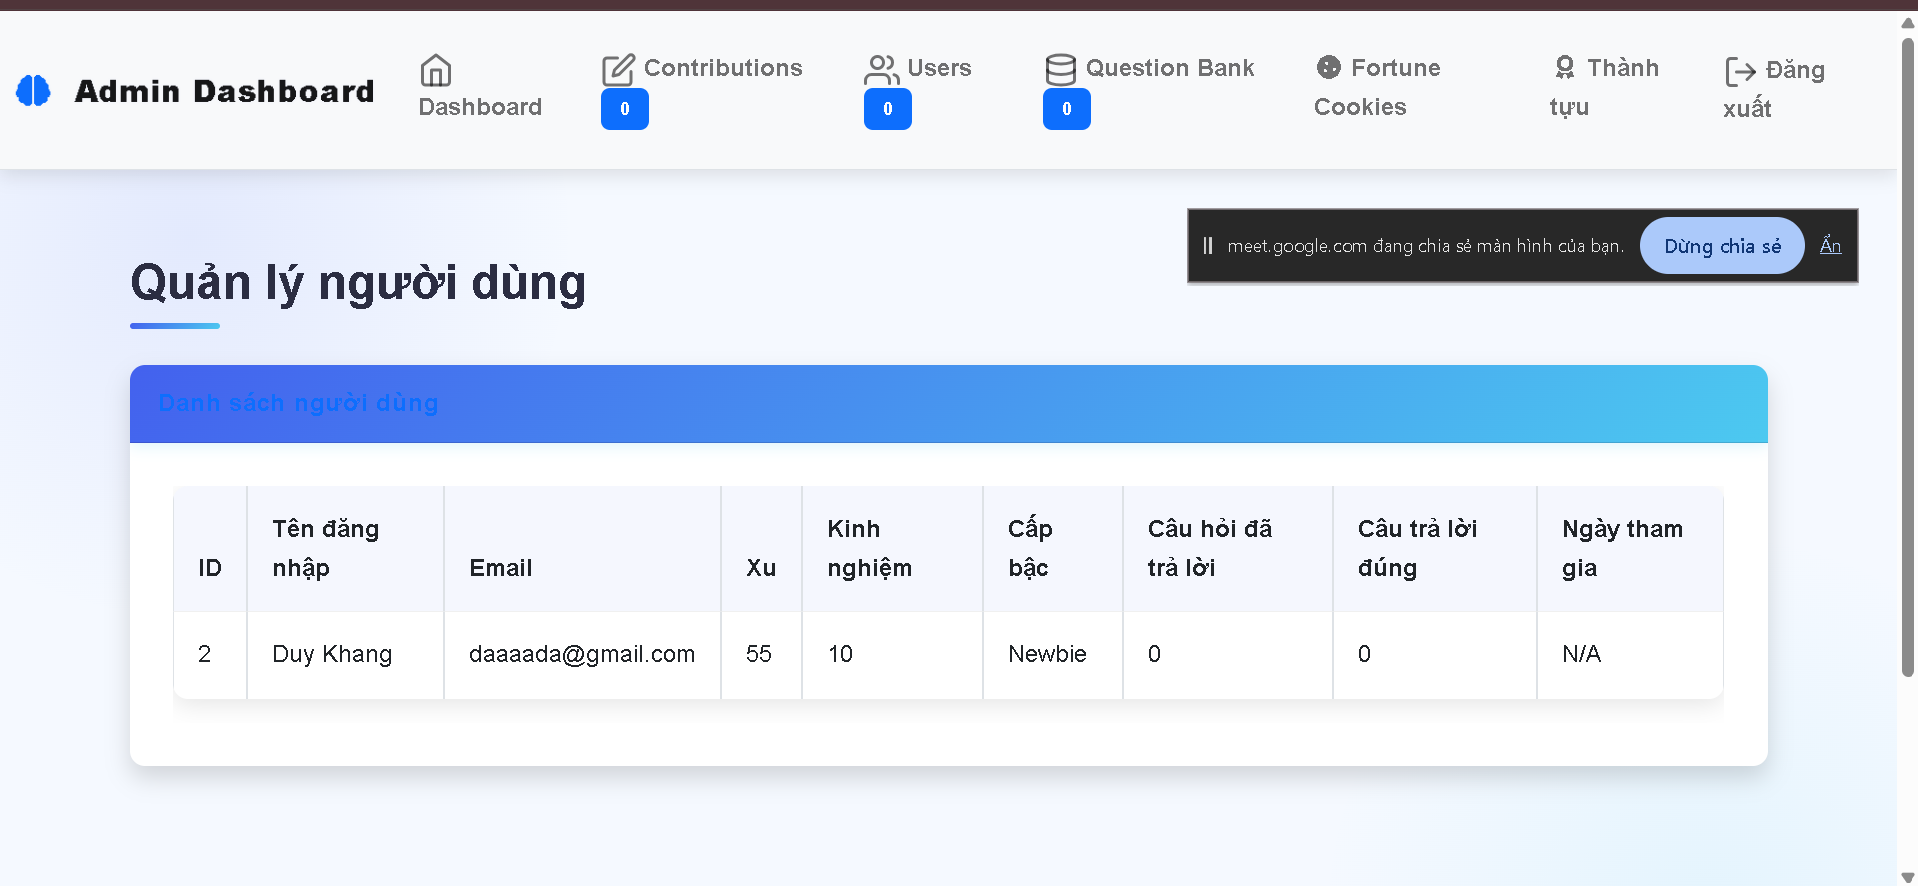 Admin Dashboard
Dashboard
Contributions
0
Users
0
Question Bank
0
Fortune
Cookies
Thành
tựu
Đăng
xuất
meet.google.com đang chia sẻ màn hình của bạn.
Dừng chia sẻ
Ẩn
Quản lý người dùng
Danh sách người dùng
ID
Tên đăng
nhập
Email
Xu
Kinh
nghiệm
Cấp
bậc
Câu hỏi đã
trả lời
Câu trả lời
đúng
Ngày tham
gia
2
Duy Khang
daaaada@gmail.com
55
10
Newbie
0
0
N/A